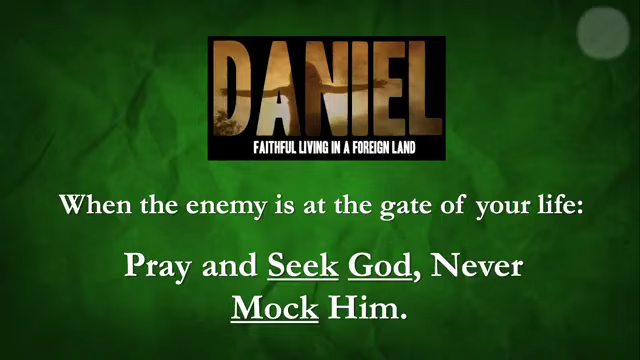 DANIEL
FAITHFUL LIVING IN A FOREIGN LAND
When the enemy is at the gate of your life:
Pray and Seek God, Never
Mock Him.